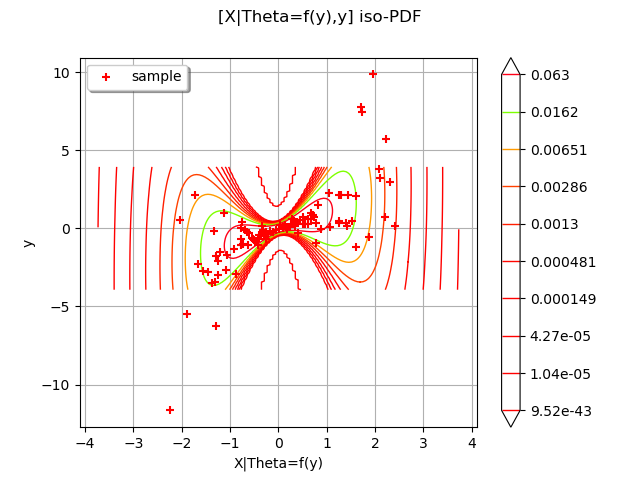 [X|Theta=f(y),y] iso-PDF
sample
10
5
0
−5
−10
y
−4 −3 −2 −1 0 1 2 3 4
X|Theta=f(y)
0.063
0.0162
0.00651
0.00286
0.0013
0.000481
0.000149
4.27e-05
1.04e-05
9.52e-43